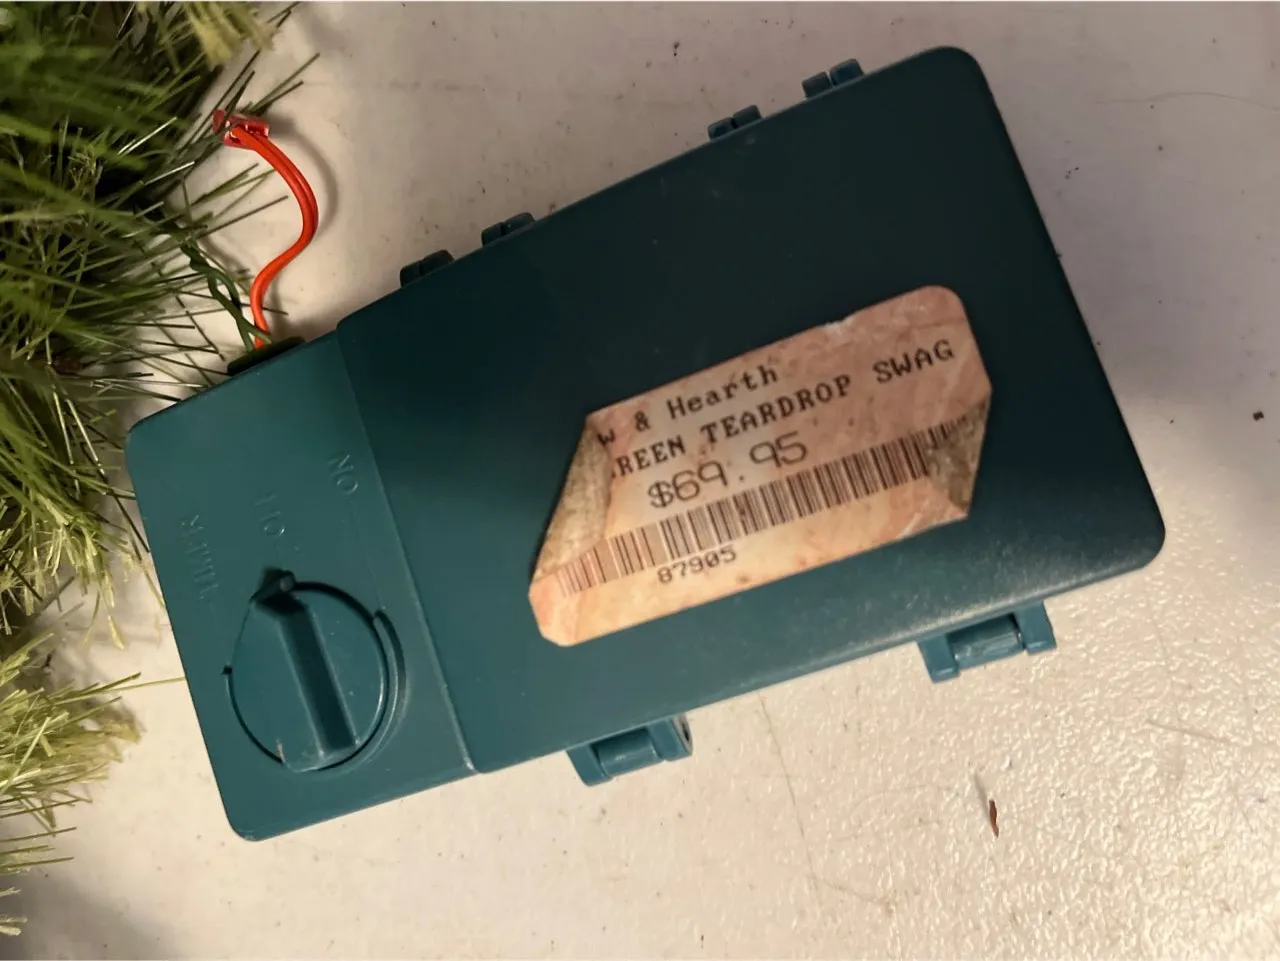 w & Hearth
REEN TEARDROP SWAG
$69.95
87905
ON
OFF
TIMER